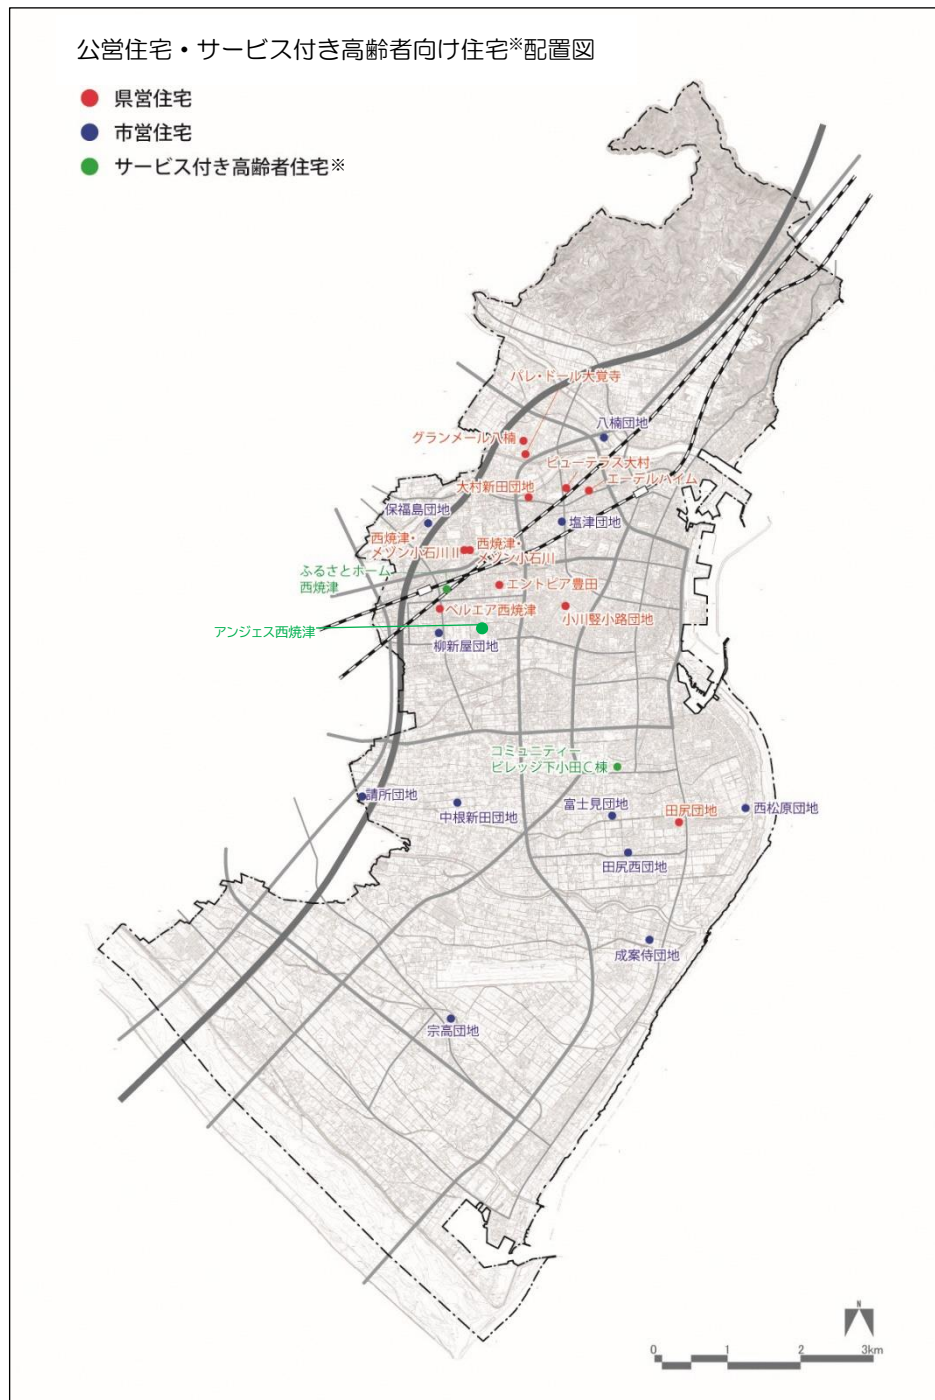 公営住宅・サービス付き高齢者向け住宅※配置図
県営住宅
市営住宅
サービス付き高齢者住宅※
パレ・ドール大覚寺
八楠団地
グランメール八楠
ビューテラス大村
エーデルハイム
大村新田団地
保福島団地
塩津団地
西焼津・
メゾン小石川Ⅱ
西焼津・
メゾン小石川
ふるさとホーム
西焼津
エントピア豊田
ベルエア西焼津
小川竪小路団地
アンジェス西焼津
柳新屋団地
コミュニティー
ビレッジ下小田C棟
請所団地
中根新田団地
富士見団地
田尻団地
西松原団地
田尻西団地
成案侍団地
宗高団地
N
0 1 2 3km